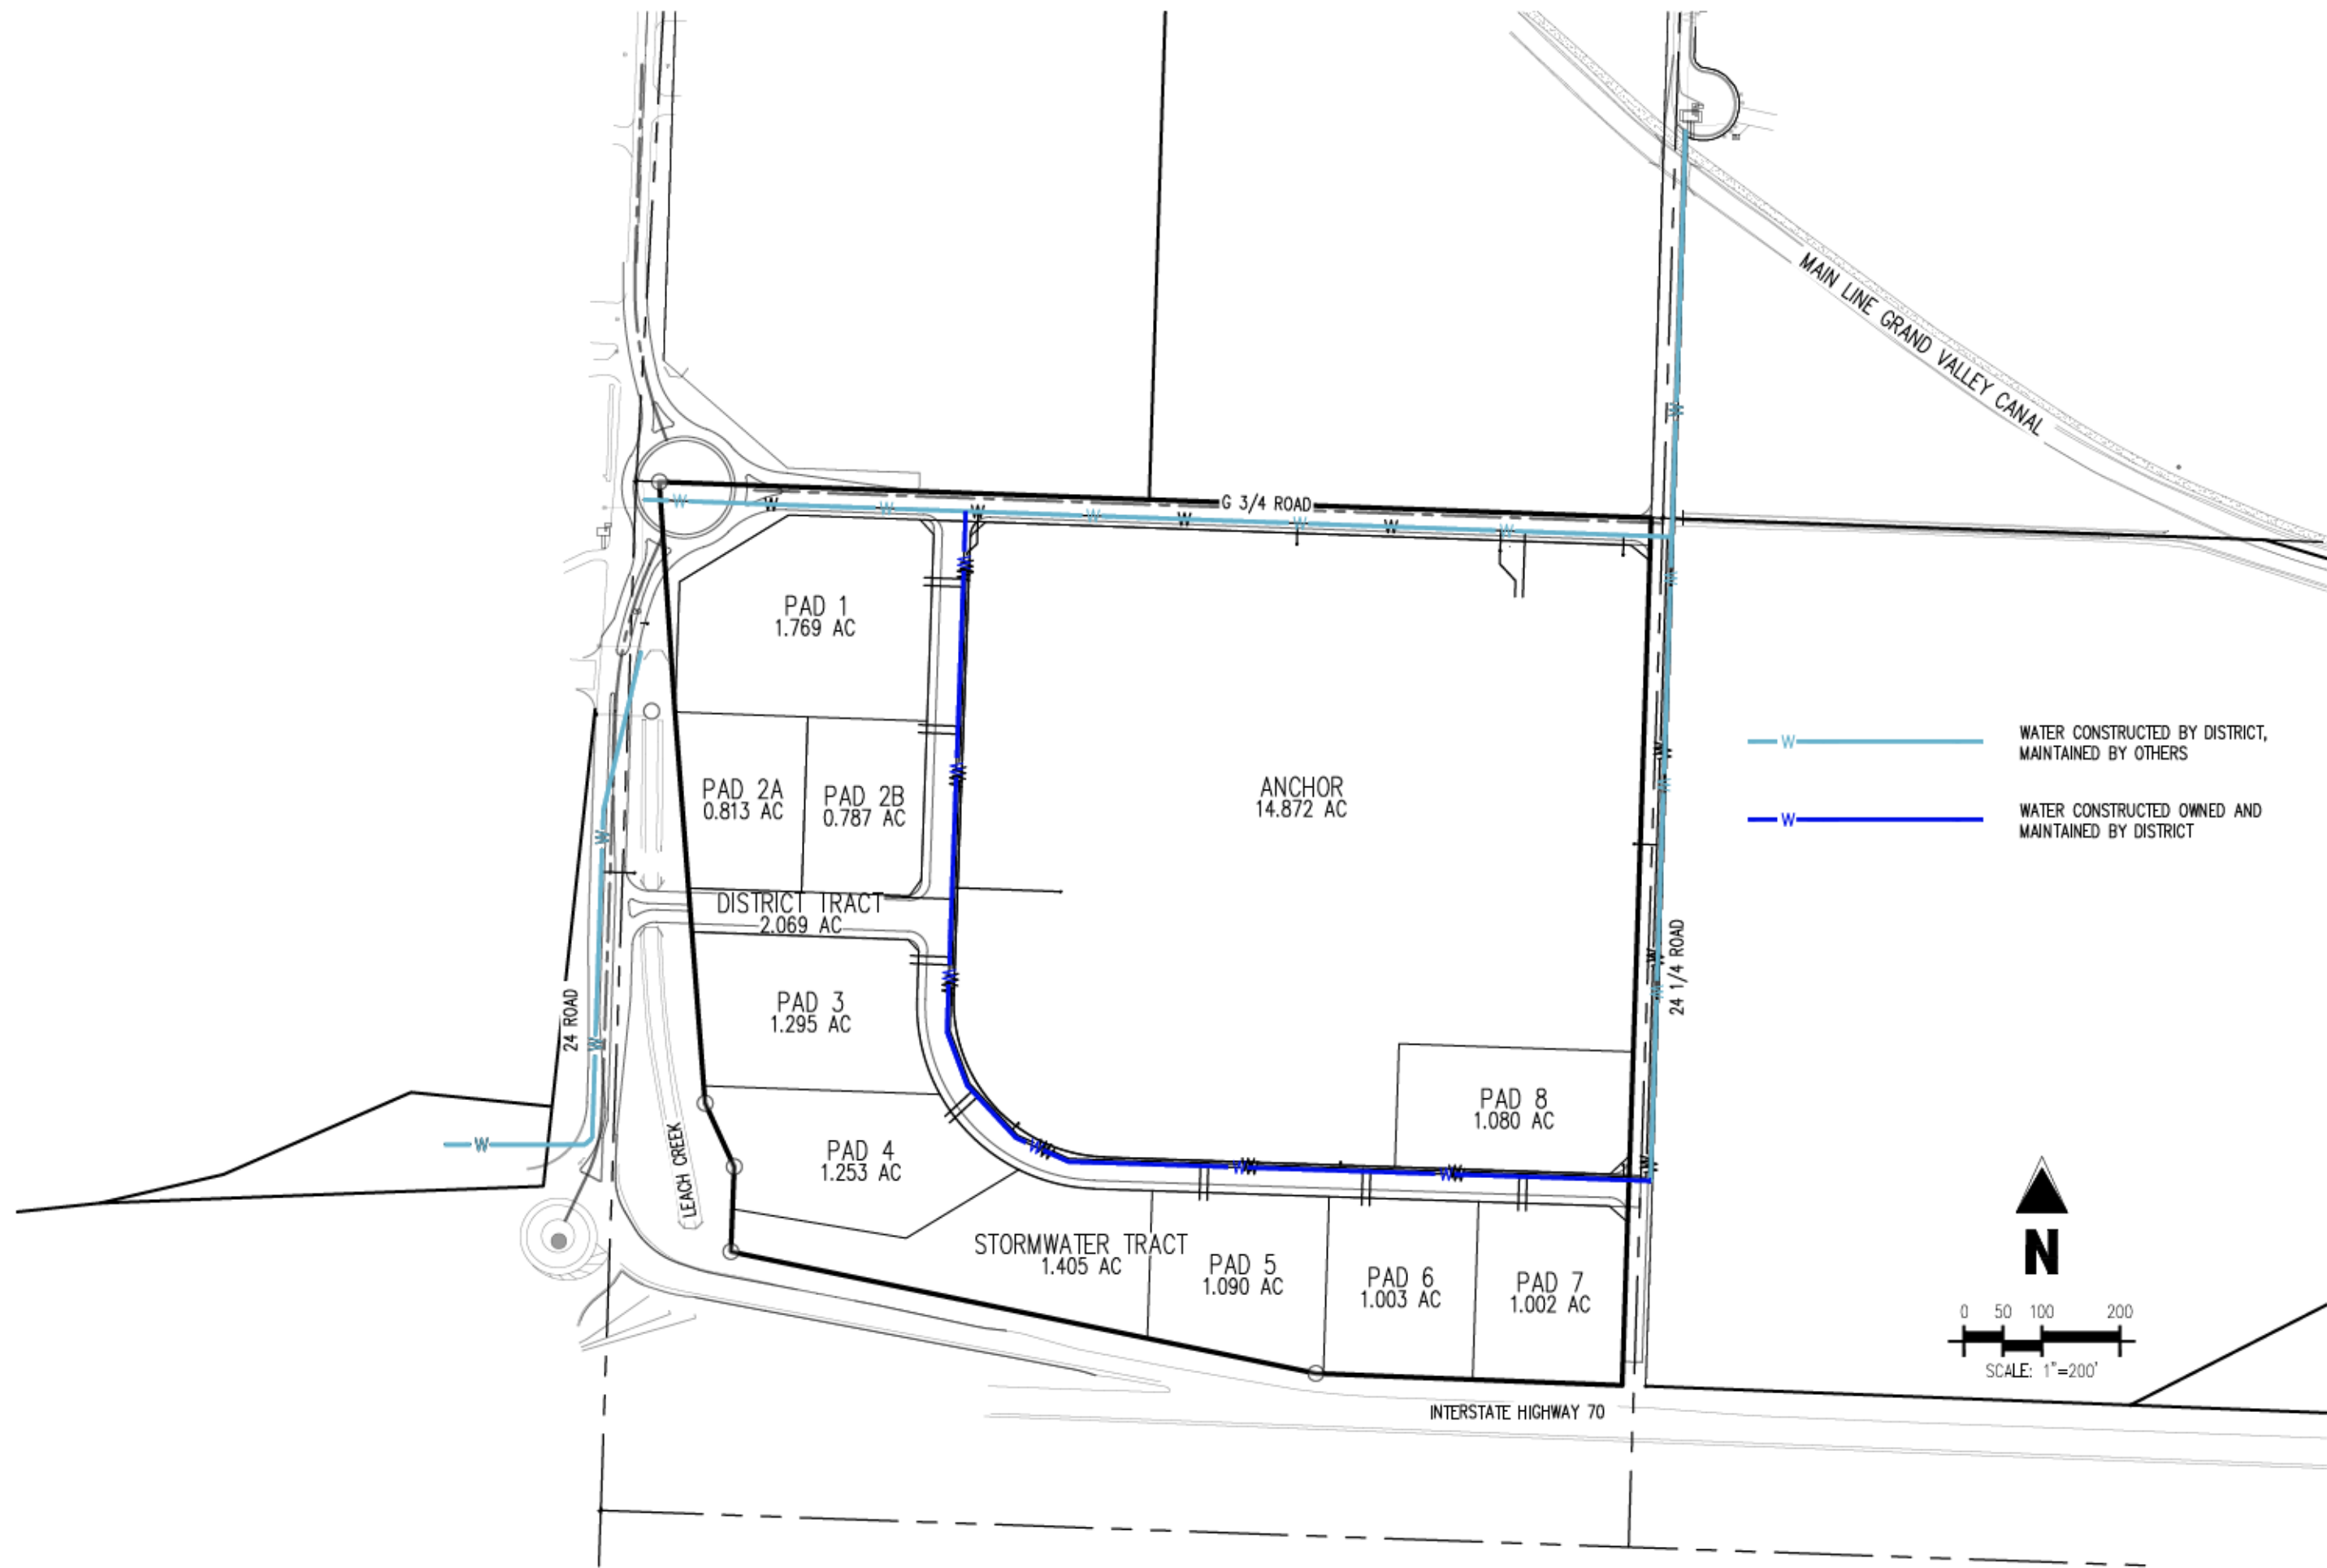 MAIN LINE GRAND VALLEY CANAL
G 3/4 ROAD
W W W W W W W W W
PAD 1
1.769 AC
PAD 2A
0.813 AC
PAD 2B
0.787 AC
ANCHOR
14.872 AC
W
WATER CONSTRUCTED BY DISTRICT,
MAINTAINED BY OTHERS
W
WATER CONSTRUCTED OWNED AND
MAINTAINED BY DISTRICT
DISTRICT TRACT
2.069 AC
24 ROAD
24 1/4 ROAD
PAD 3
1.295 AC
PAD 8
1.080 AC
LEACH CREEK
PAD 4
1.253 AC
W
STORMWATER TRACT
1.405 AC
PAD 5
1.090 AC
PAD 6
1.003 AC
PAD 7
1.002 AC
N
0 50 100 200
SCALE: 1"=200'
INTERSTATE HIGHWAY 70